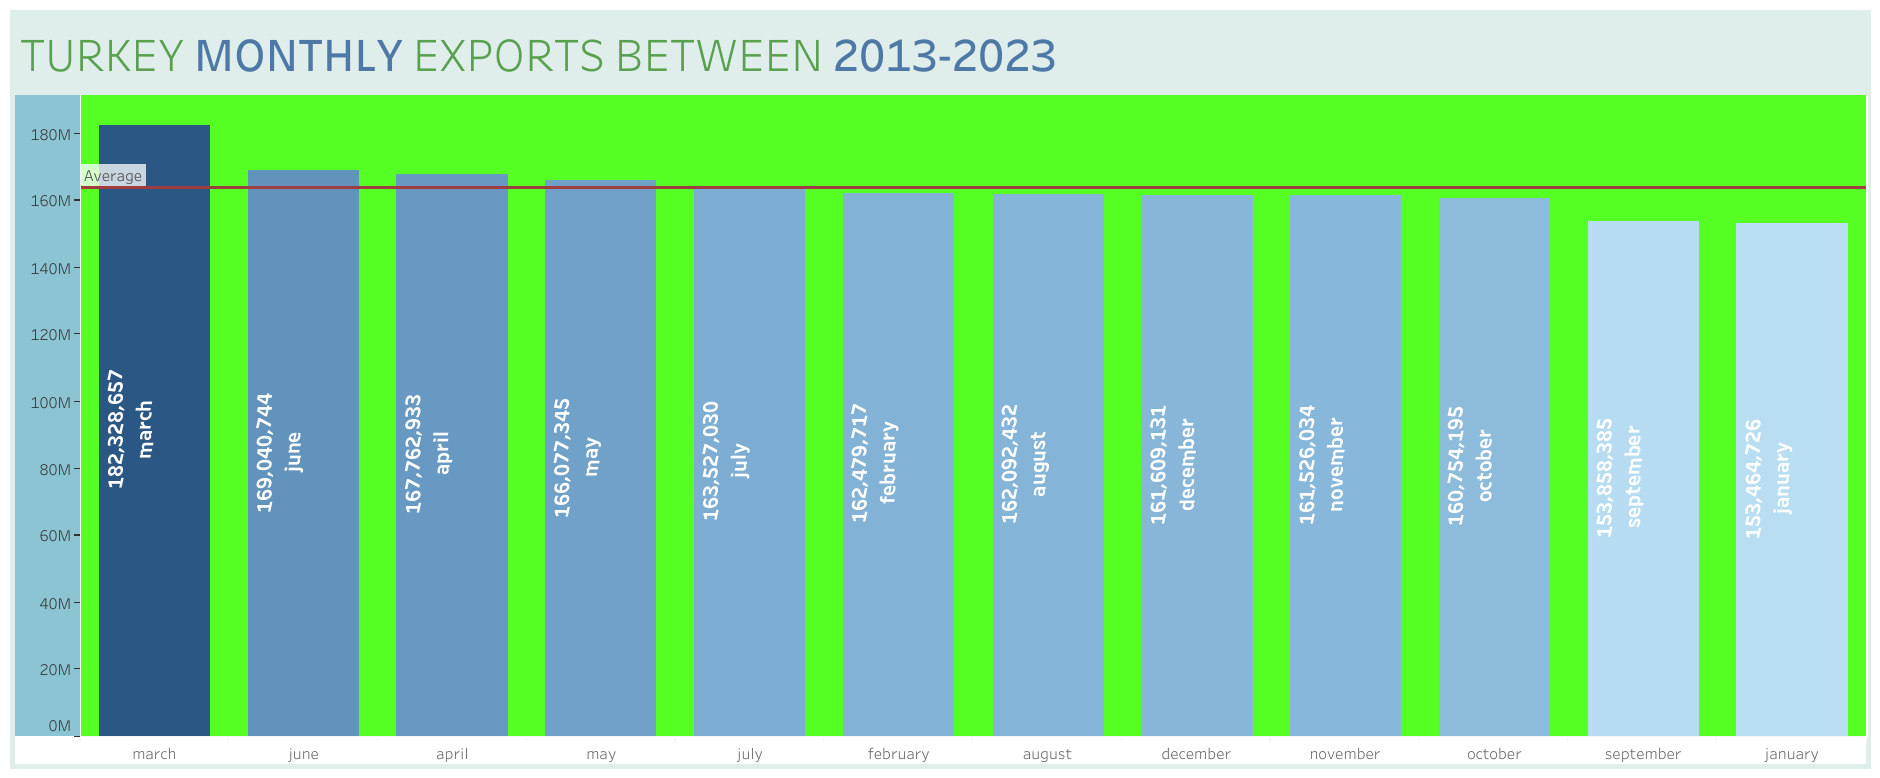 TURKEY MONTHLY EXPORTS BETWEEN 2013-2023
180M
160M
140M
120M
100M
80M
60M
40M
20M
0M
Average
182,328,657
march
169,040,744
june
167,762,933
april
166,077,345
may
163,527,030
july
162,479,717
february
162,092,432
august
161,609,131
december
161,526,034
november
160,754,195
october
153,858,385
september
153,464,726
january
march
june
april
may
july
february
august
december
november
october
september
january